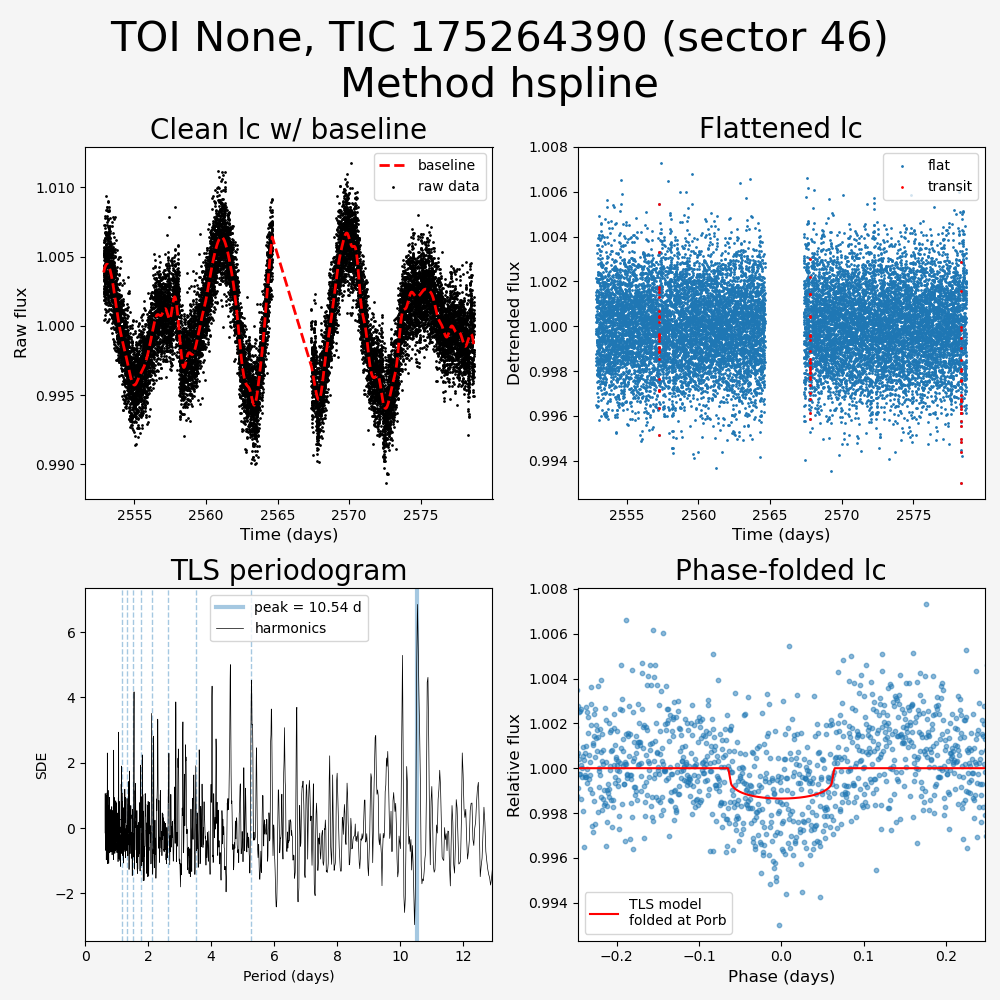 TOI None, TIC 175264390 (sector 46)
Method hspline
Clean lc w/ baseline
baseline
raw data
1.010
1.005
1.000
0.995
0.990
Raw flux
2555
2560
2565
2570
2575
Time (days)
Flattened lc
flat
transit
1.008
1.006
1.004
1.002
1.000
0.998
0.996
0.994
Detrended flux
2555
2560
2565
2570
2575
Time (days)
TLS periodogram
peak = 10.54 d
harmonics
6
4
2
0
−2
SDE
0
2
4
6
8
10
12
Period (days)
Phase-folded lc
1.008
1.006
1.004
1.002
1.000
0.998
0.996
0.994
Relative flux
TLS model
folded at Porb
−0.2
−0.1
0.0
0.1
0.2
Phase (days)